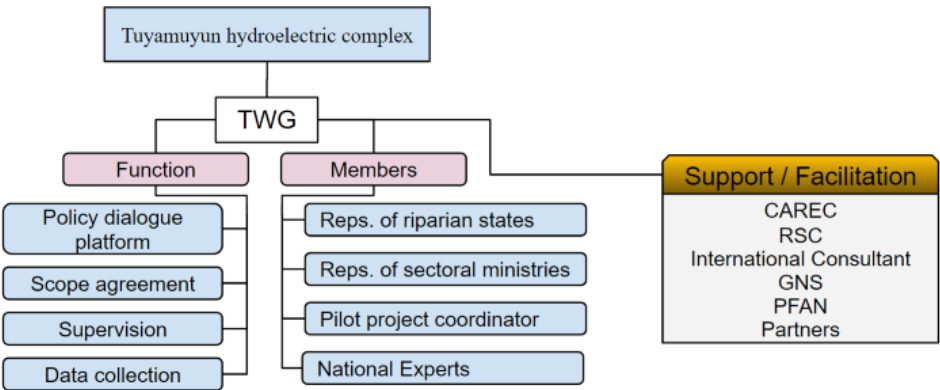 Tuyamuyun hydroelectric complex
TWG
Function
Policy dialogue
platform
Scope agreement
Supervision
Data collection
Members
Reps. of riparian states
Reps. of sectoral ministries
Pilot project coordinator
National Experts
Support / Facilitation
CAREC
RSC
International Consultant
GNS
PFAN
Partners